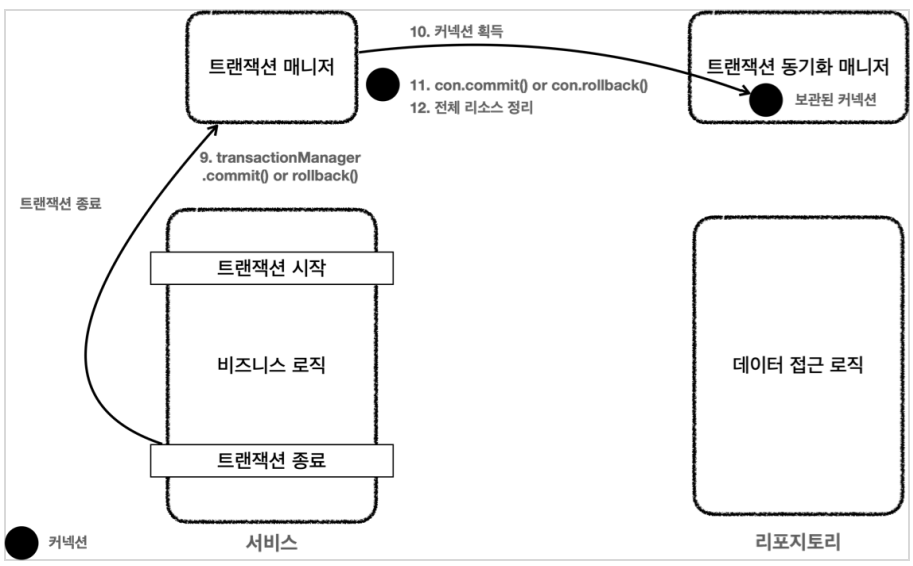 10. 커넥션 획득
트랜잭션 매니저
트랜잭션 동기화 매니저
11. con.commit() or con.rollback()
12. 전체 리소스 정리
보관된 커넥션
9. transactionManager
.commit() or rollback()
트랜잭션 종료
트랜잭션 시작
비즈니스 로직
데이터 접근 로직
트랜잭션 종료
커넥션
서비스
리포지토리